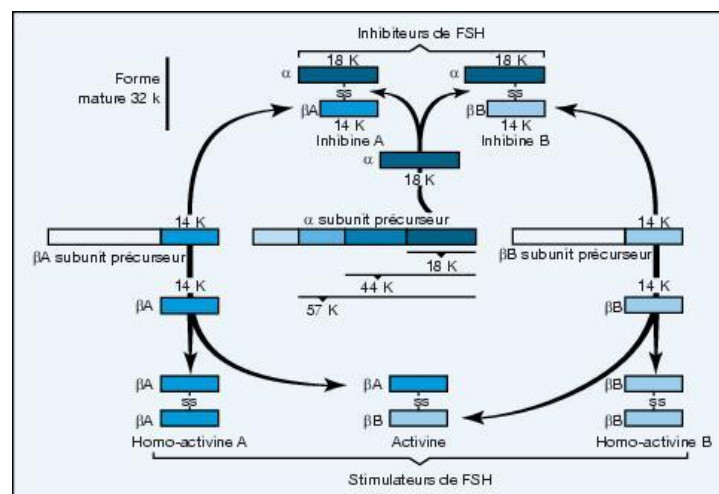 Inhibiteurs de FSH
18 K
18 K
α
α
Forme
mature 32 k
ss
ss
βA
βB
14 K
14 K
Inhibine A
Inhibine B
α
18 K
14 K
α subunit précurseur
14 K
βA subunit précurseur
βB subunit précurseur
18 K
14 K
44 K
14 K
βA
57 K
βB
βA
βA
βB
ss
ss
ss
βA
βB
βB
Homo-activine A
Activine
Homo-activine B
Stimulateurs de FSH